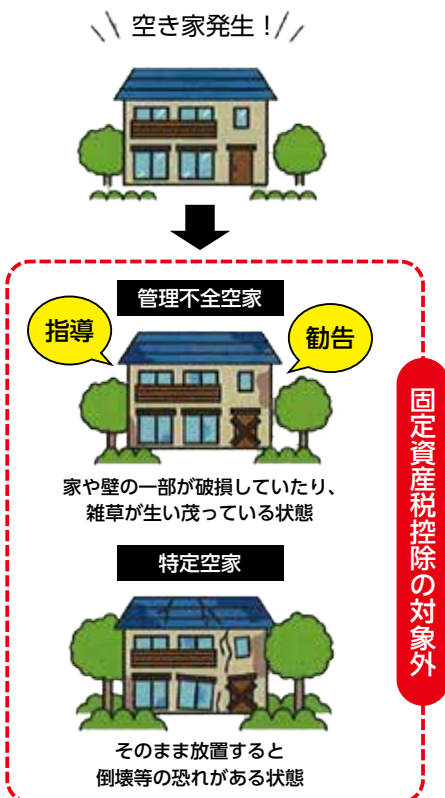 空き家発生！
管理不全空家
指導
勧告
家や壁の一部が破損していたり、
雑草が生い茂っている状態
特定空家
そのまま放置すると
倒壊等の恐れがある状態
固定資産税控除の対象外